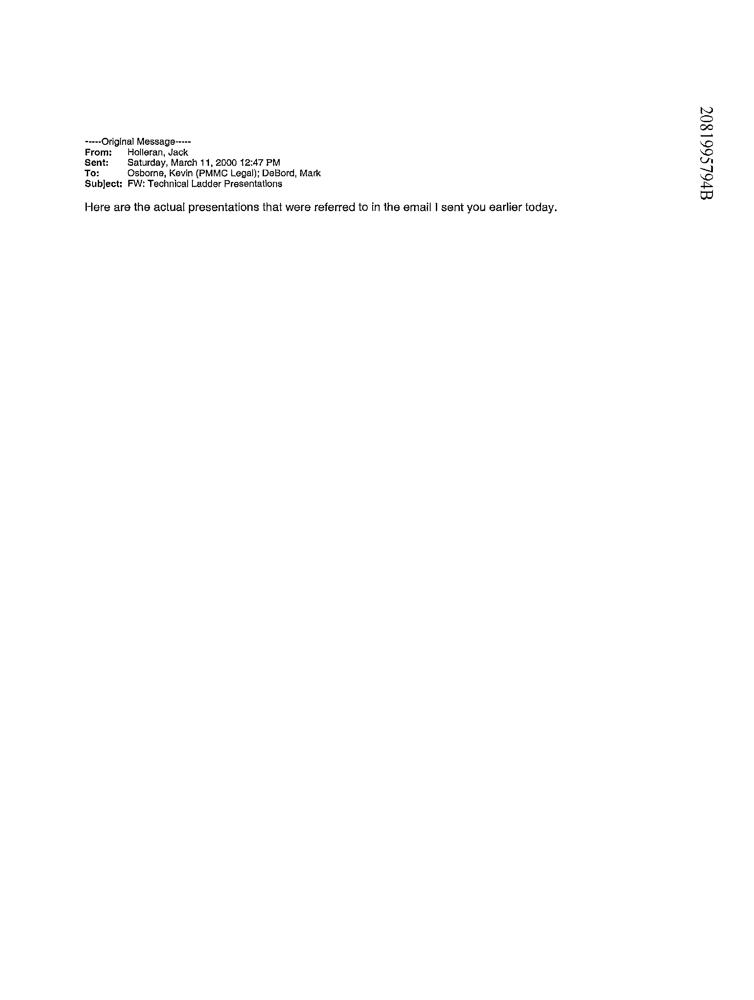 -----Original Message-----
From: Holleran, Jack
Sent: Saturday, March 11, 2000 12:47 PM
To: Osborne, Kevin (PMMC Legal); DeBord, Mark
Subject: FW: Technical Ladder Presentations
Here are the actual presentations that were referred to in the email I sent you earlier today.
2081995794B